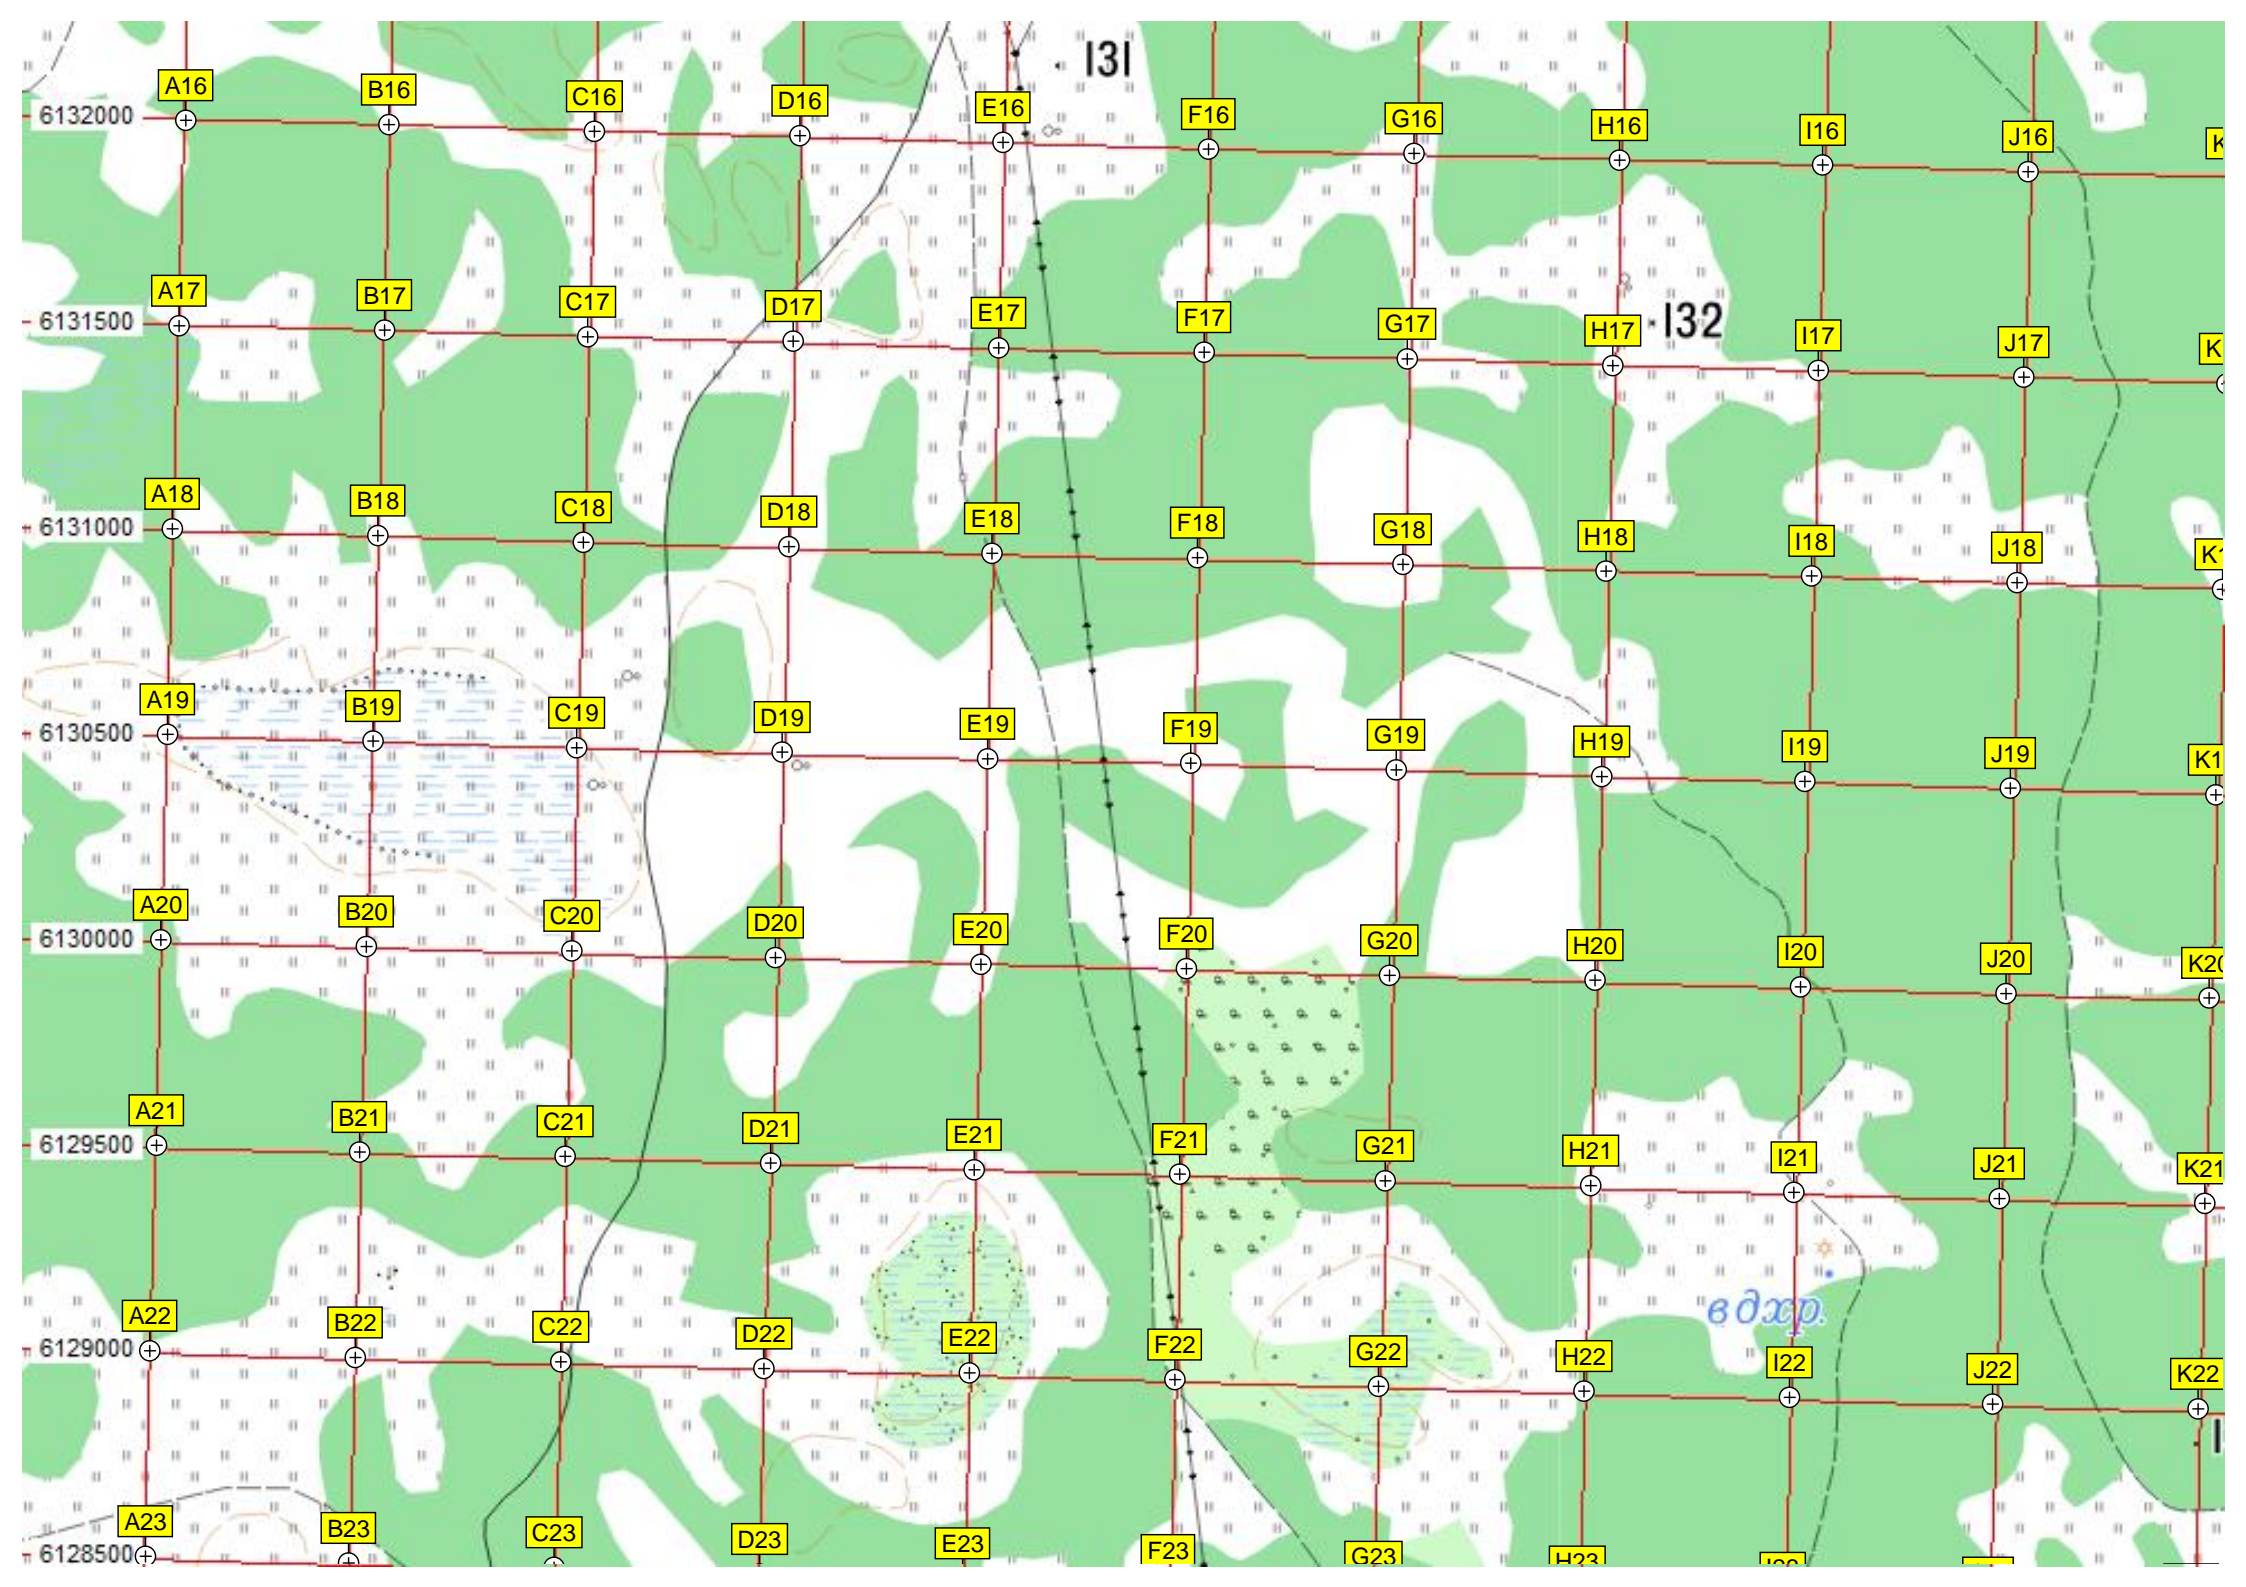 131
A16 B16 C16 D16 E16 F16 G16 H16 I16 J16
6132000
A17 B17 C17 D17 E17 F17 G17 H17 I17 J17
132
6131500
A18 B18 C18 D18 E18 F18 G18 H18 I18 J18
6131000
A19 B19 C19 D19 E19 F19 G19 H19 I19 J19
6130500
A20 B20 C20 D20 E20 F20 G20 H20 I20 J20 K20
6130000
A21 B21 C21 D21 E21 F21 G21 H21 I21 J21 K21
6129500
вдхр.
A22 B22 C22 D22 E22 F22 G22 H22 I22 J22 K22
6129000
A23 B23 C23 D23 E23 F23 G23 H23
6128500